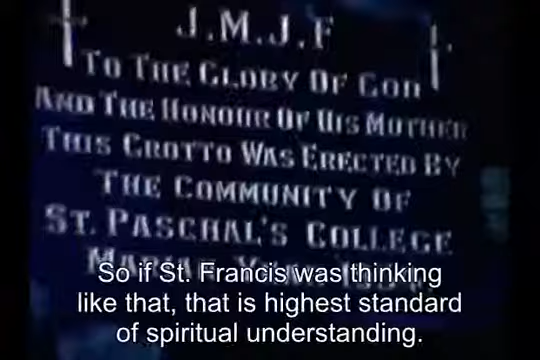 J.M.J.F
TO THE GLORY OF GOD
AND THE HONOUR OF HIS MOTHER
THIS GROTTO WAS ERECTED BY
THE COMMUNITY OF
ST. PASCHAL'S COLLEGE
So if St. Francis was thinking
like that, that is highest standard
of spiritual understanding.